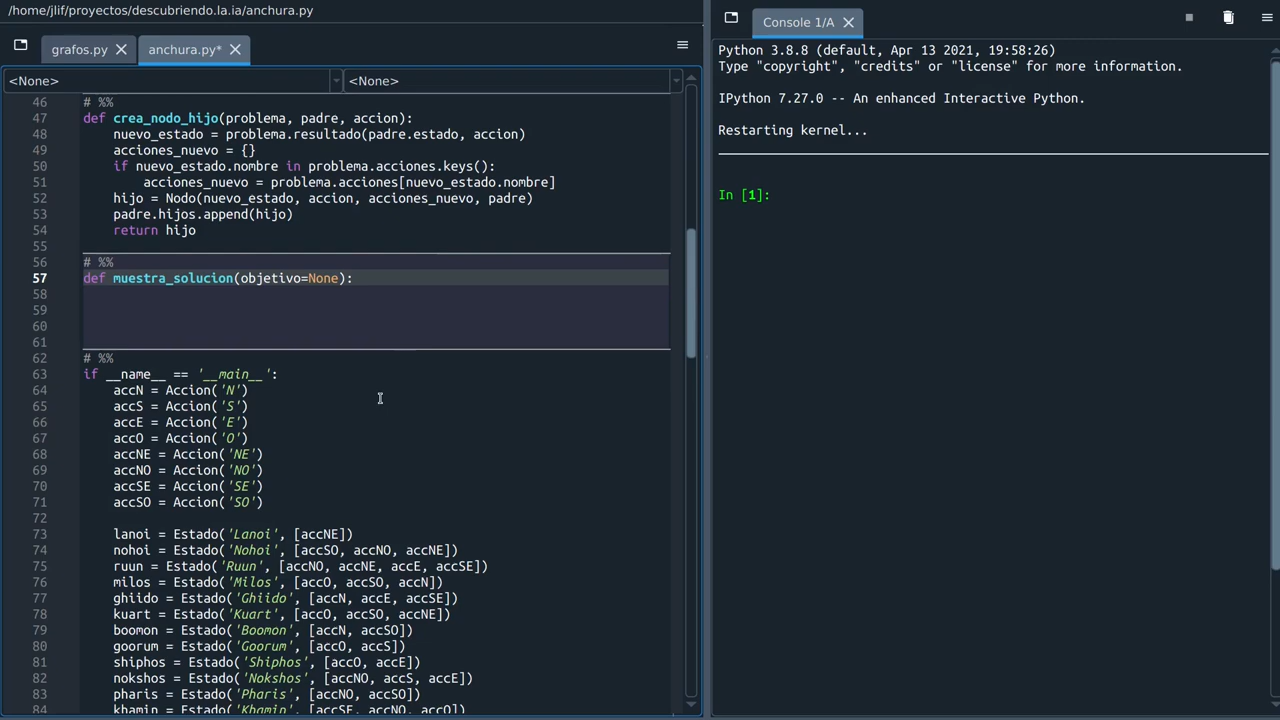 /home/jlif/proyectos/descubriendo.la.ia/anchura.py
grafos.py
anchura.py*
<None>
<None>
46 # %%
47 def crea_nodo_hijo(problema, padre, accion):
48     nuevo_estado = problema.resultado(padre.estado, accion)
49     acciones_nuevo = {}
50     if nuevo_estado.nombre in problema.acciones.keys():
51         acciones_nuevo = problema.acciones[nuevo_estado.nombre]
52     hijo = Nodo(nuevo_estado, accion, acciones_nuevo, padre)
53     padre.hijos.append(hijo)
54     return hijo
55
56 # %%
57 def muestra_solucion(objetivo=None):
58
59
60
61
62 # %%
63 if __name__ == '__main__':
64     accN = Accion('N')
65     accS = Accion('S')
66     accE = Accion('E')
67     accO = Accion('O')
68     accNE = Accion('NE')
69     accNO = Accion('NO')
70     accSE = Accion('SE')
71     accSO = Accion('SO')
72
73     lanoi = Estado('Lanoi', [accNE])
74     nohoi = Estado('Nohoi', [accSO, accNO, accNE])
75     ruun = Estado('Ruun', [accNO, accNE, accE, accSE])
76     milos = Estado('Milos', [accO, accSO, accN])
77     ghiido = Estado('Ghiido', [accN, accE, accSE])
78     kuart = Estado('Kuart', [accO, accSO, accNE])
79     boomon = Estado('Boomon', [accN, accSO])
80     goorum = Estado('Goorum', [accO, accS])
81     shiphos = Estado('Shiphos', [accO, accE])
82     nokshos = Estado('Nokshos', [accNO, accS, accE])
83     pharis = Estado('Pharis', [accNO, accSO])
84     khamin = Estado('Khamin', [accSE, accNO, accO])
Console 1/A
Python 3.8.8 (default, Apr 13 2021, 19:58:26)
Type "copyright", "credits" or "license" for more information.
IPython 7.27.0 -- An enhanced Interactive Python.
Restarting kernel...
In [1]: